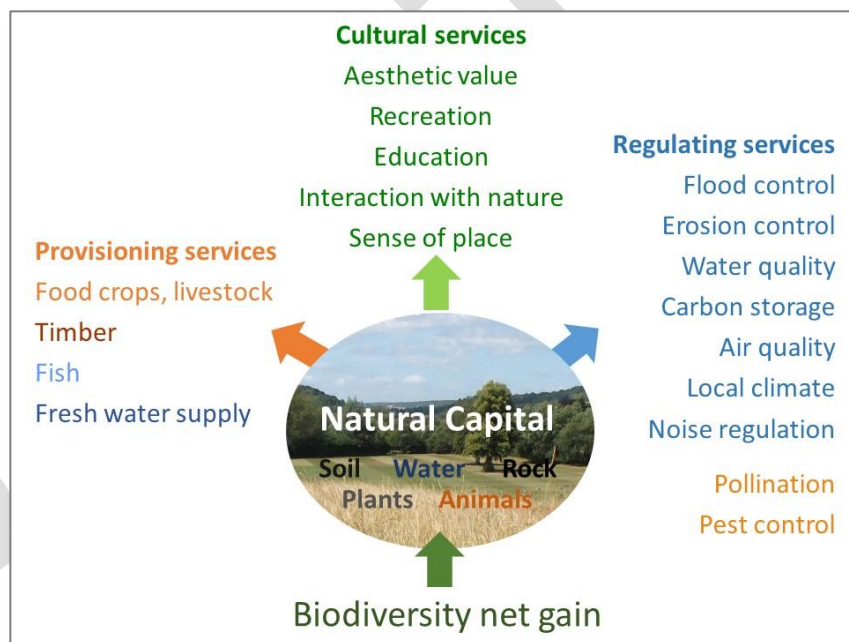 Cultural services
Aesthetic value
Recreation
Education
Interaction with nature
Sense of place
Provisioning services
Food crops, livestock
Timber
Fish
Fresh water supply
Regulating services
Flood control
Erosion control
Water quality
Carbon storage
Air quality
Local climate
Noise regulation
Pollination
Pest control
Natural Capital
Soil Water Rock
Plants Animals
Biodiversity net gain